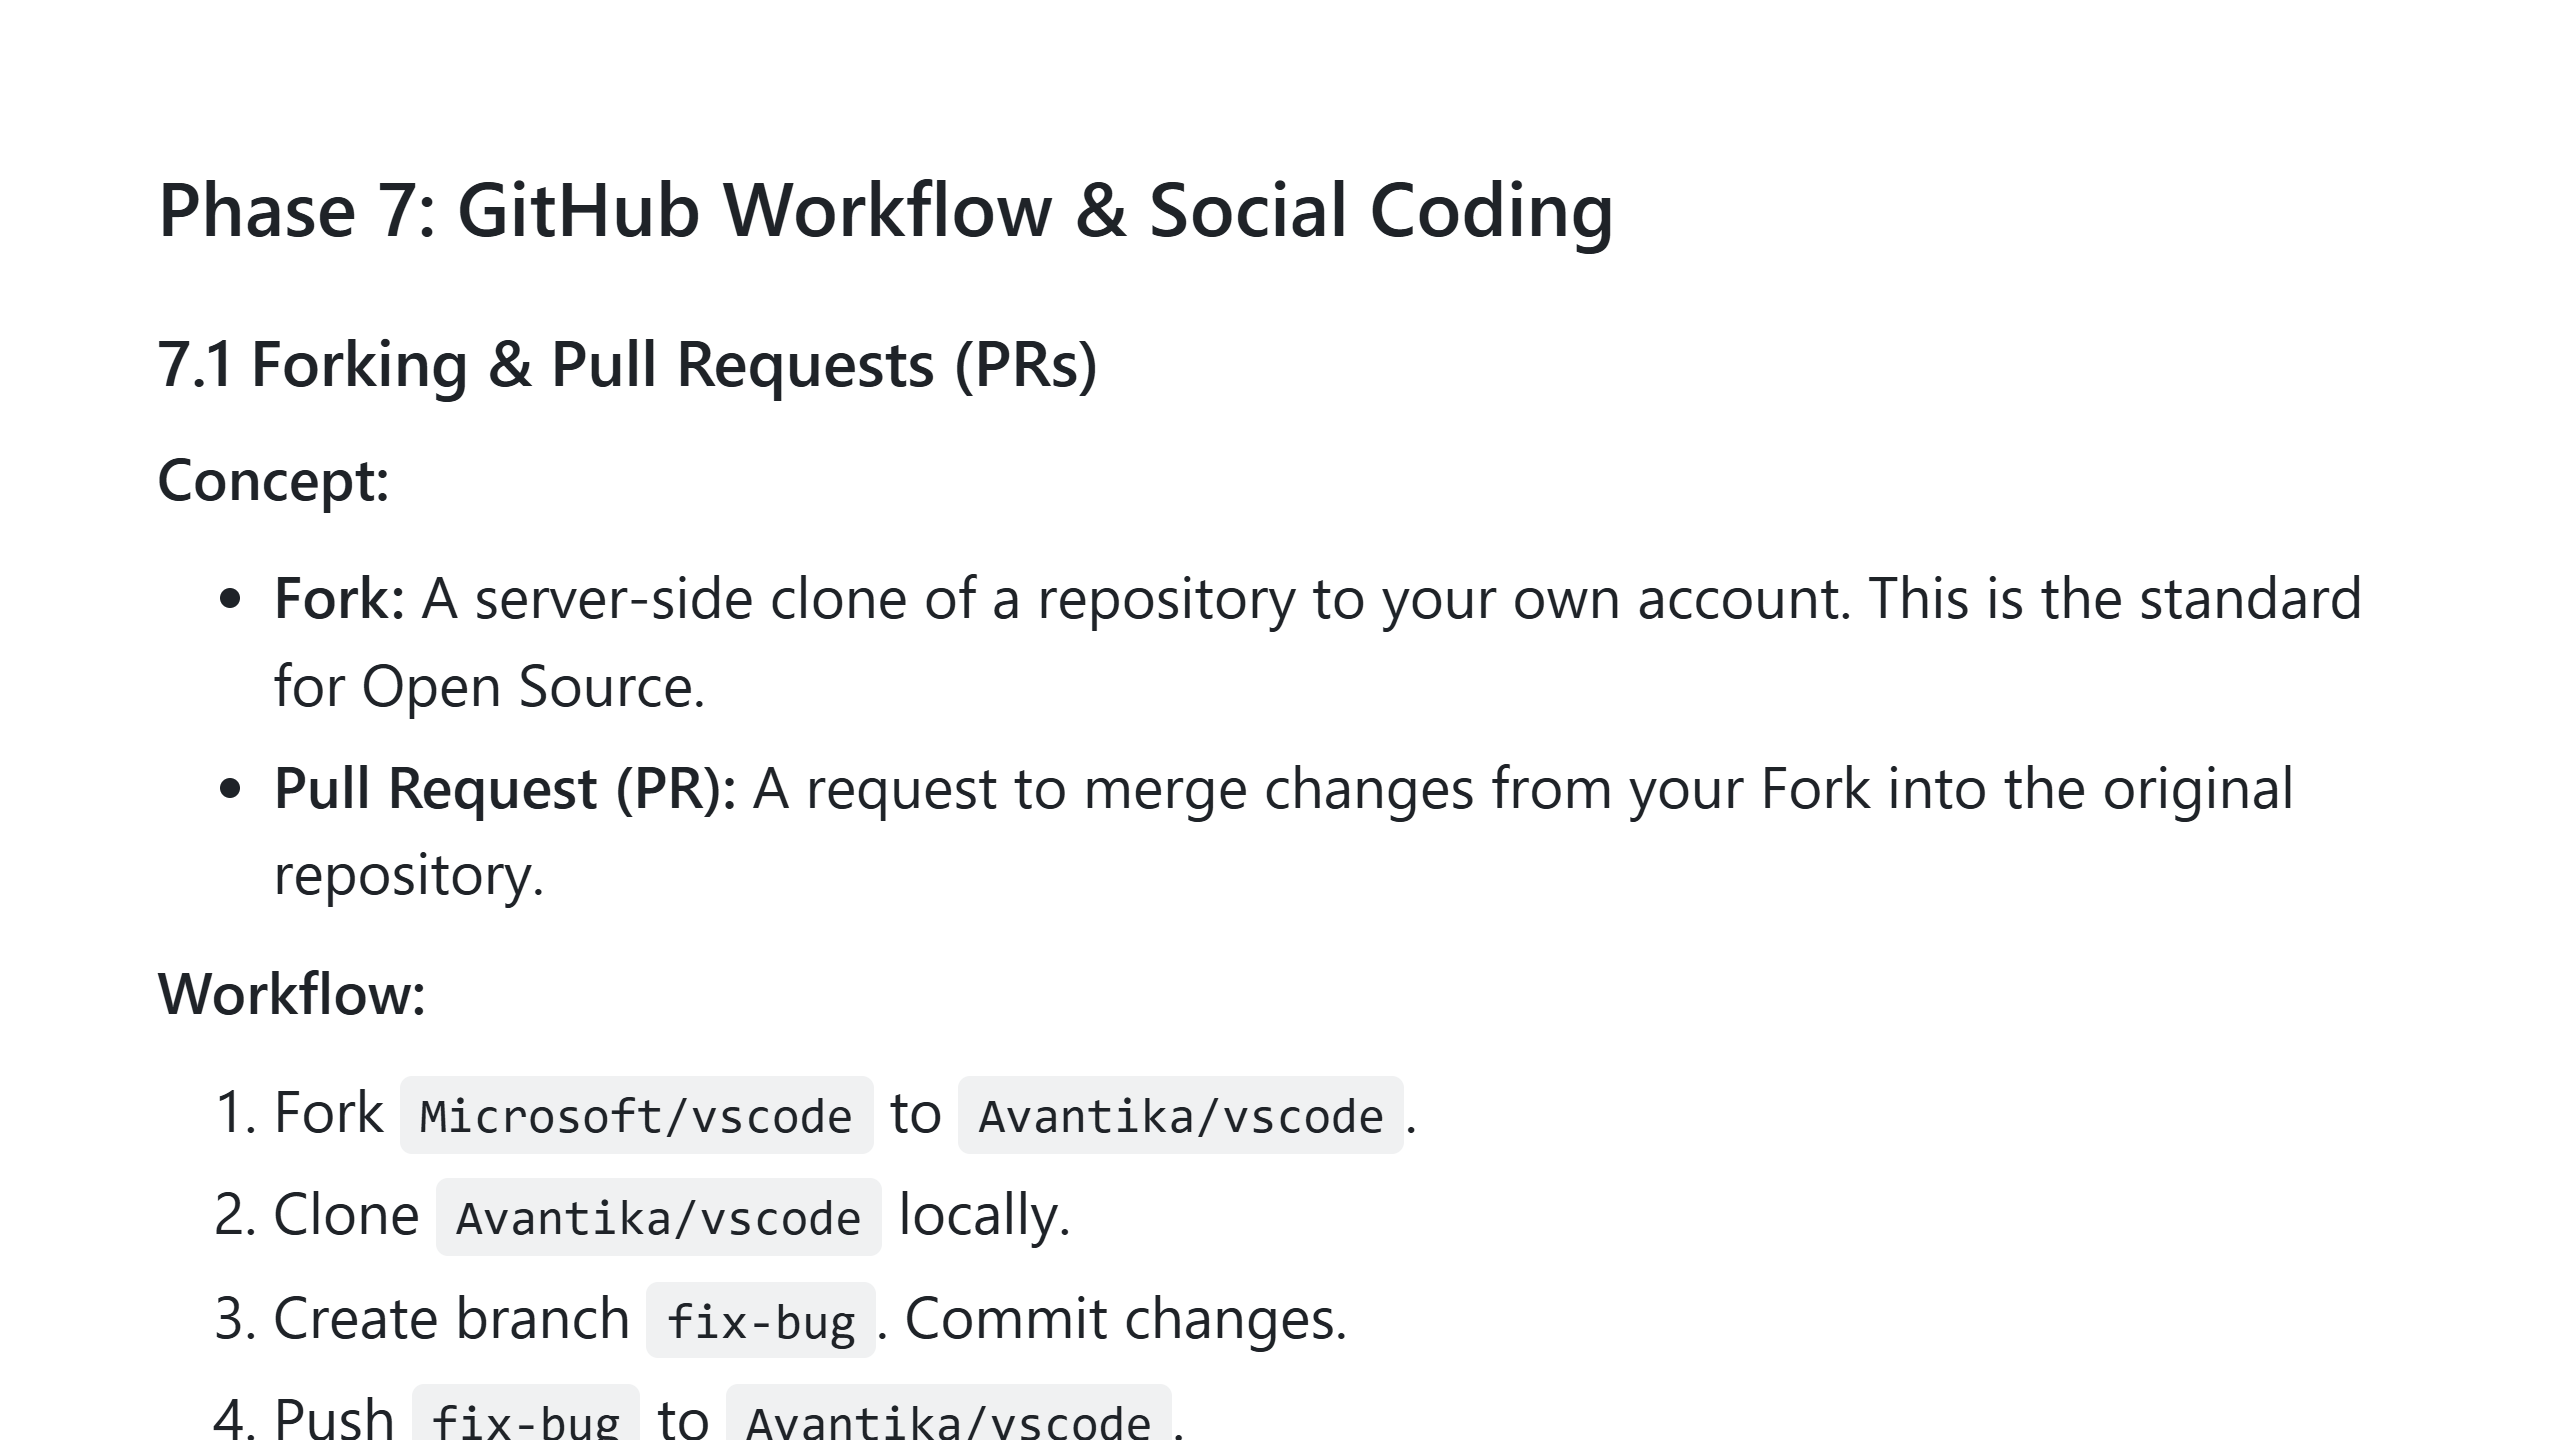 Phase 7: GitHub Workflow & Social Coding
7.1 Forking & Pull Requests (PRs)
Concept:
• Fork: A server-side clone of a repository to your own account. This is the standard
for Open Source.
• Pull Request (PR): A request to merge changes from your Fork into the original
repository.
Workflow:
1. Fork Microsoft/vscode to Avantika/vscode.
2. Clone Avantika/vscode locally.
3. Create branch fix-bug. Commit changes.
4. Push fix-bug to Avantika/vscode.